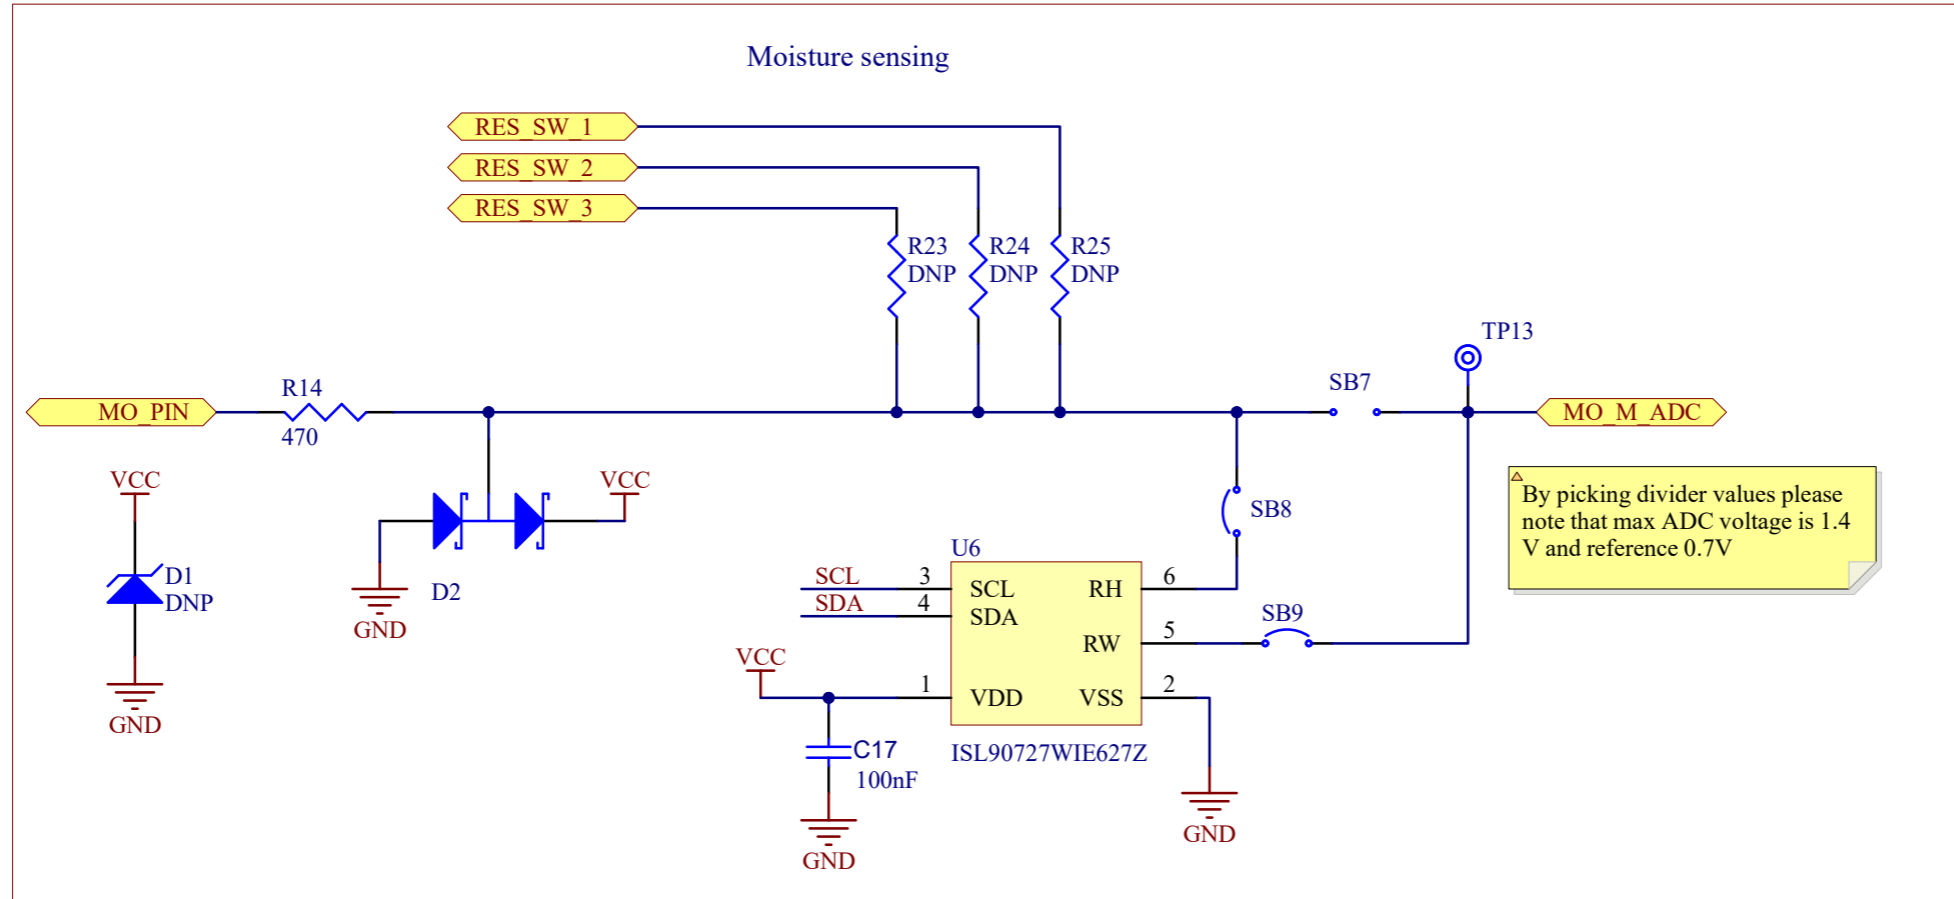 Moisture sensing
RES_SW_1
RES_SW_2
RES_SW_3
R23
DNP
R24
DNP
R25
DNP
TP13
SB7
R14
MO_PIN
470
MO_M_ADC
VCC
VCC
By picking divider values please
note that max ADC voltage is 1.4
V and reference 0.7V
SB8
U6
D1
DNP
D2
GND
SCL
3
SCL
RH
6
SDA
4
SDA
SB9
RW
5
VCC
1
VDD
VSS
2
GND
C17
100nF
ISL90727WIE627Z
GND
GND